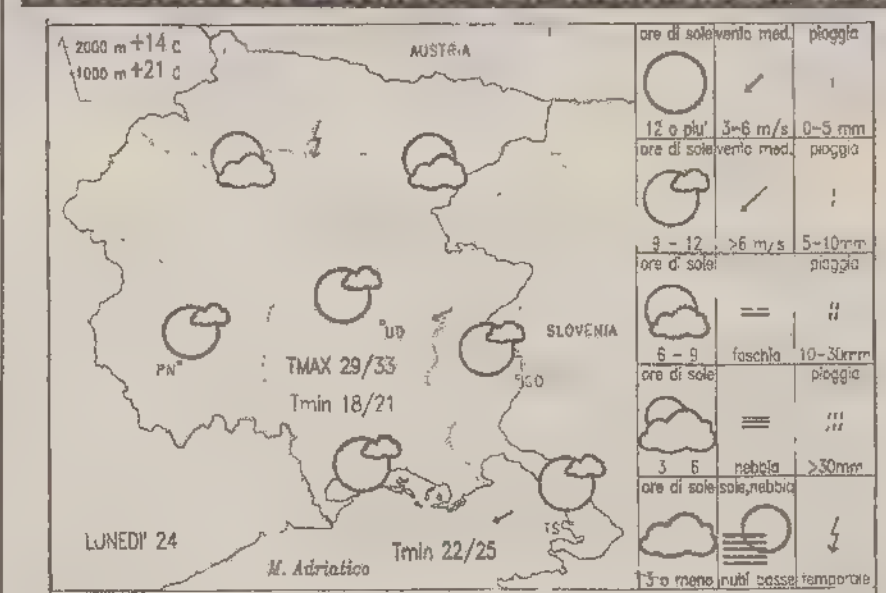 2000 m +14 C
1000 m +21 C
AUSTRIA
UD
PN
TMAX 29/33
Tmin 18/21
SLOVENIA
GO
TS
LUNEDI' 24
M. Adriatico
Tmin 22/25
ore di sole vento med. pioggia
12 o piu' 3-6 m/s 0-5 mm
ore di sole vento med. pioggia
9 - 12 >6 m/s 5-10mm
ore di sole pioggia
6 - 9 foschia 10-30mm
ore di sole pioggia
3 6 nebbia >30mm
ore di sole sole,nebbia
3 o meno nubi basse temporale